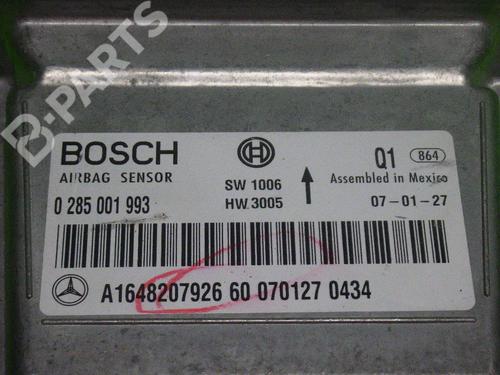 B-PARTS
BOSCH
AIRBAG SENSOR
0 285 001 993
SW 1006
HW 3005
Q1 864
Assembled in Mexico
07-01-27
A1648207926 60 070127 0434